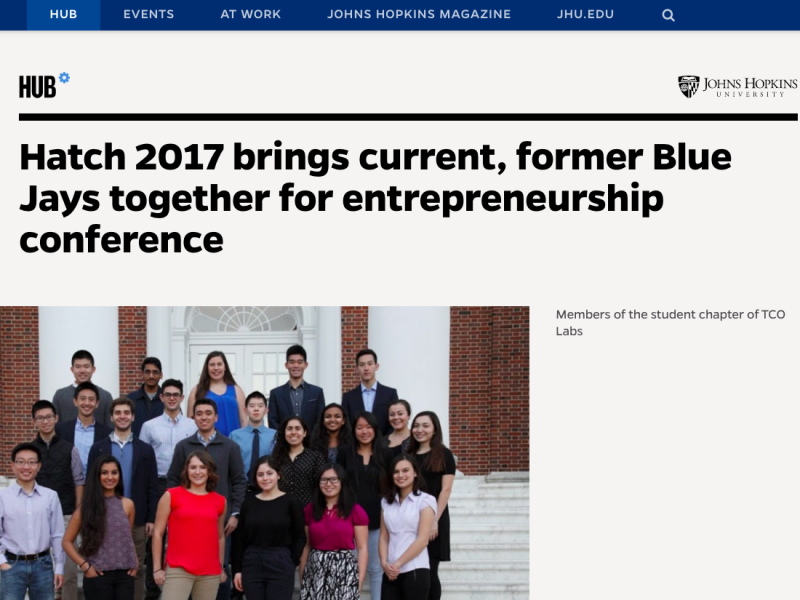 HUB EVENTS AT WORK JOHNS HOPKINS MAGAZINE JHU.EDU
HUB JOHNS HOPKINS
UNIVERSITY
Hatch 2017 brings current, former Blue
Jays together for entrepreneurship
conference
Members of the student chapter of TCO
Labs